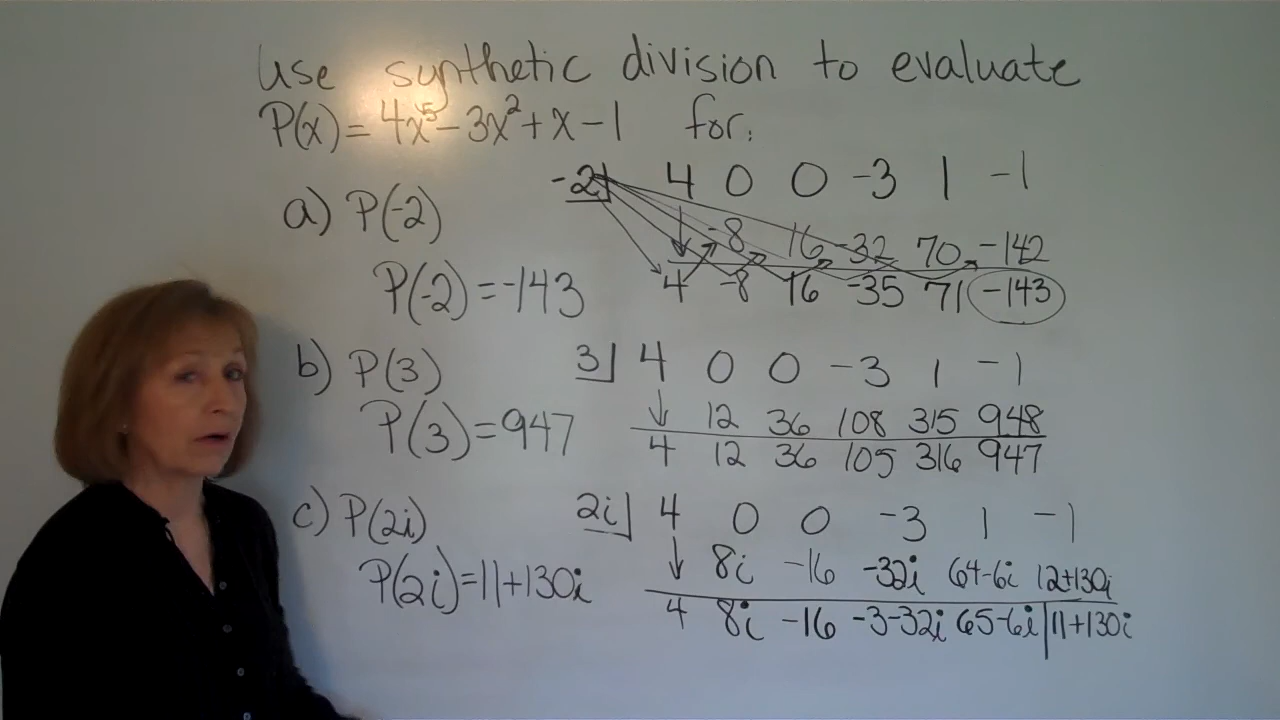 Use synthetic division to evaluate
P(x) = 4x⁵ - 3x² + x - 1 for:
a) P(-2)
-2 4 0 0 -3 1 -1
-8 16 -32 70 -142
4 -8 16 -35 71 -143
P(-2) = -143
b) P(3)
3 4 0 0 -3 1 -1
12 36 108 315 948
4 12 36 105 316 947
P(3) = 947
c) P(2i)
2i 4 0 0 -3 1 -1
8i -16 -32i 64-6i 12+130i
4 8i -16 -3-32i 65-6i 11+130i
P(2i) = 11+130i